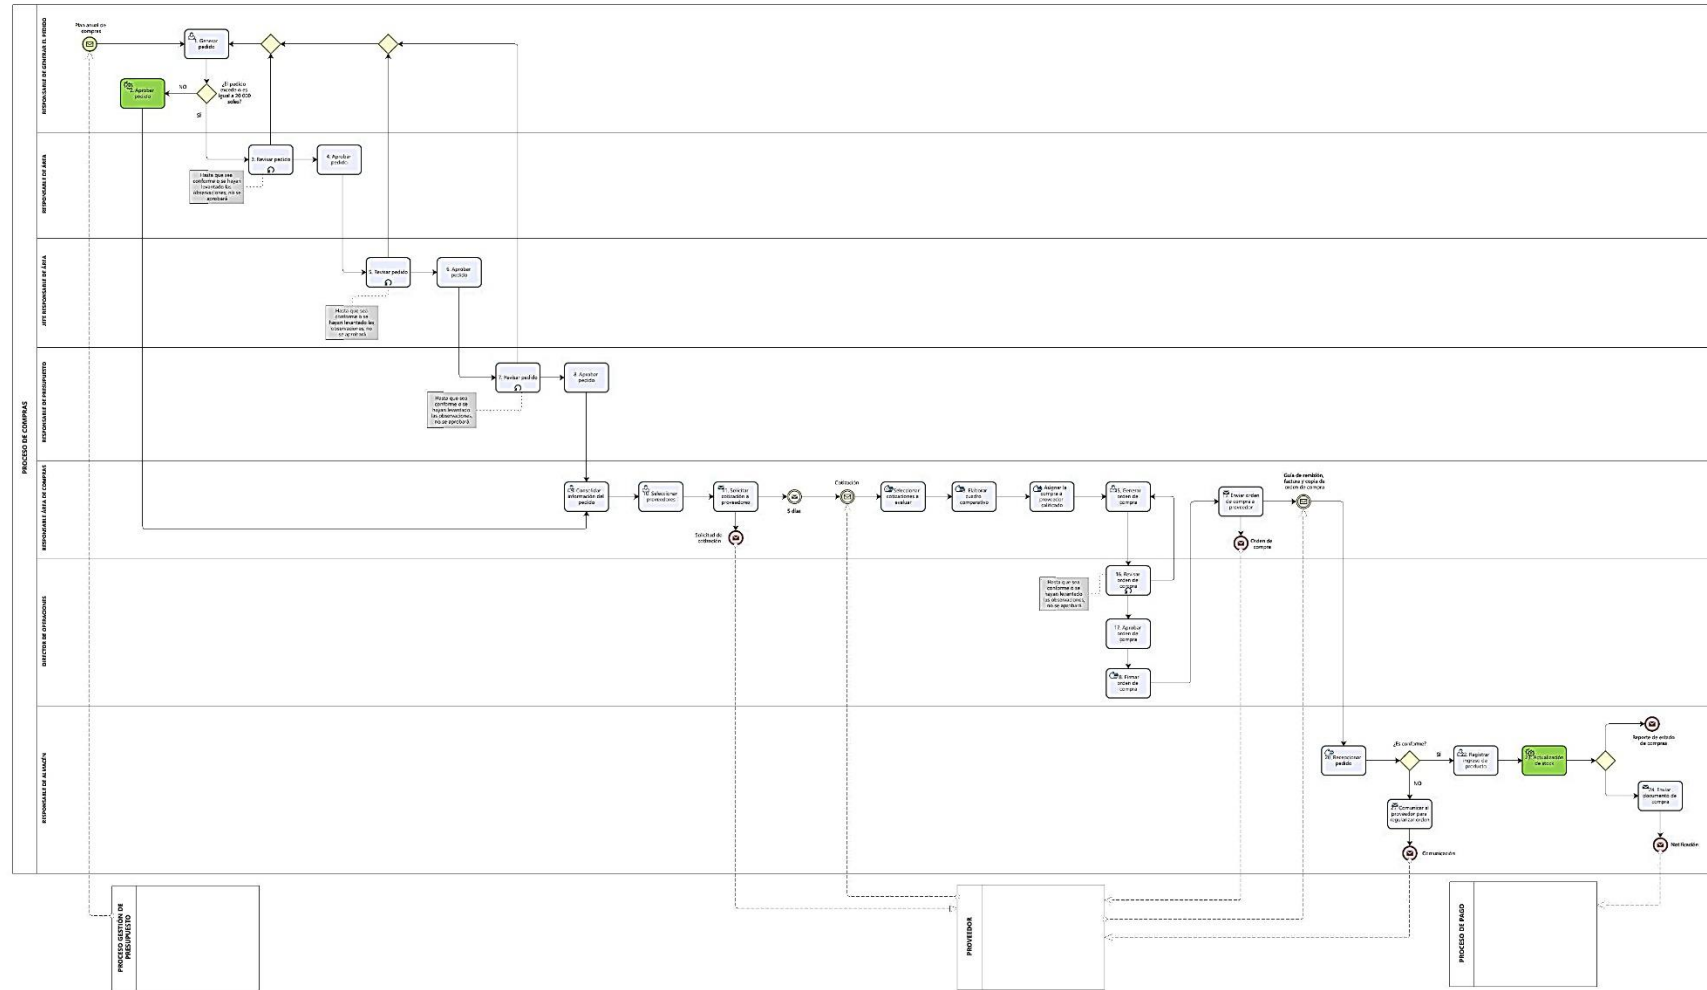 PROCESO DE COMPRAS
RESPONSABLE DE GENERAR EL PEDIDO
Plan anual de
compras
1. Generar
pedido
2. Aprobar
pedido
NO
¿El pedido
excede o es
igual a 20 000
soles?
SI
RESPONSABLE DE ÁREA
3. Revisar pedido
4. Aprobar
pedido
Hasta que sea
conforme o se hayan
levantado las
observaciones, no se
aprobará
JEFE RESPONSABLE DE ÁREA
5. Revisar pedido
6. Aprobar
pedido
Hasta que sea
conforme o se
hayan levantado las
observaciones, no
se aprobará
RESPONSABLE DE PRESUPUESTO
7. Revisar pedido
8. Aprobar
pedido
Hasta que sea
conforme o se
hayan levantado
las observaciones,
no se aprobará
RESPONSABLE ÁREA DE COMPRAS
Consolidar
información del
pedido
10. Seleccionar
proveedores
11. Solicitar
cotización a
proveedores
Solicitud de
cotización
5 días
Cotización
Seleccionar
cotizaciones a
evaluar
Elaborar
cuadro
comparativo
Asignar la
compra a
proveedor
calificado
15. Generar
orden de
compra
Enviar orden
de compra a
proveedor
Orden de
compra
Guía de remisión,
factura y copia de
orden de compra
DIRECTOR DE OPERACIONES
Hasta que sea
conforme o se
hayan levantado
las observaciones,
no se aprobará
16. Revisar
orden de
compra
17. Aprobar
orden de
compra
18. Firmar
orden de
compra
RESPONSABLE DE ALMACÉN
20. Recepcionar
pedido
¿Es conforme?
SI
NO
21. Comunicar al
proveedor para
regularizar orden
Comunicación
22. Registrar
ingreso de
producto
23. Actualización
de stock
Reporte de estado
de compras
24. Enviar
documento de
compra
Notificación
PROCESO GESTIÓN DE
PRESUPUESTO
PROVEEDOR
PROCESO DE PAGO